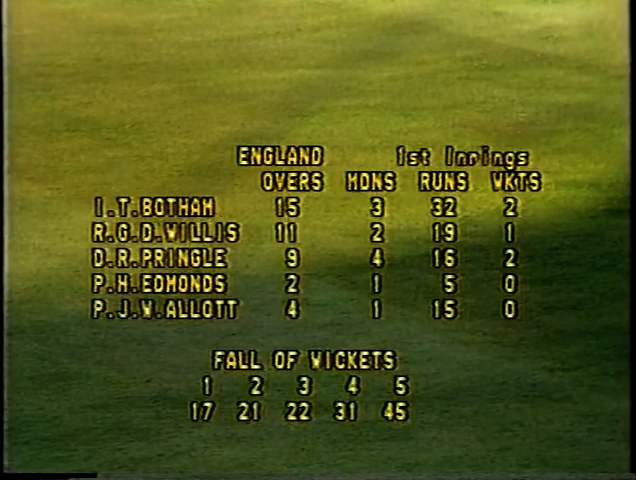 ENGLAND 1st Innings
OVERS MDNS RUNS WKTS
I.T.BOTHAM 15 3 32 2
R.G.D.WILLIS 11 2 19 1
D.R.PRINGLE 9 4 16 2
P.H.EDMONDS 2 1 5 0
P.J.W.ALLOTT 4 1 15 0
FALL OF WICKETS
1 2 3 4 5
17 21 22 31 45